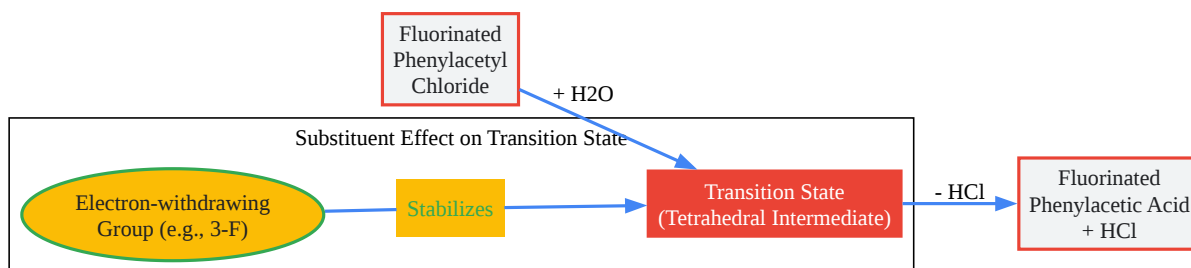 Fluorinated
Phenylacetyl
Chloride
+ H2O
Substituent Effect on Transition State
Electron-withdrawing
Group (e.g., 3-F)
Stabilizes
Transition State
(Tetrahedral Intermediate)
- HCl
Fluorinated
Phenylacetic Acid
+ HCl